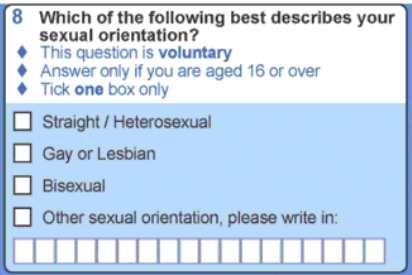 8 Which of the following best describes your
sexual orientation?
♦ This question is voluntary
♦ Answer only if you are aged 16 or over
♦ Tick one box only
Straight / Heterosexual
Gay or Lesbian
Bisexual
Other sexual orientation, please write in: